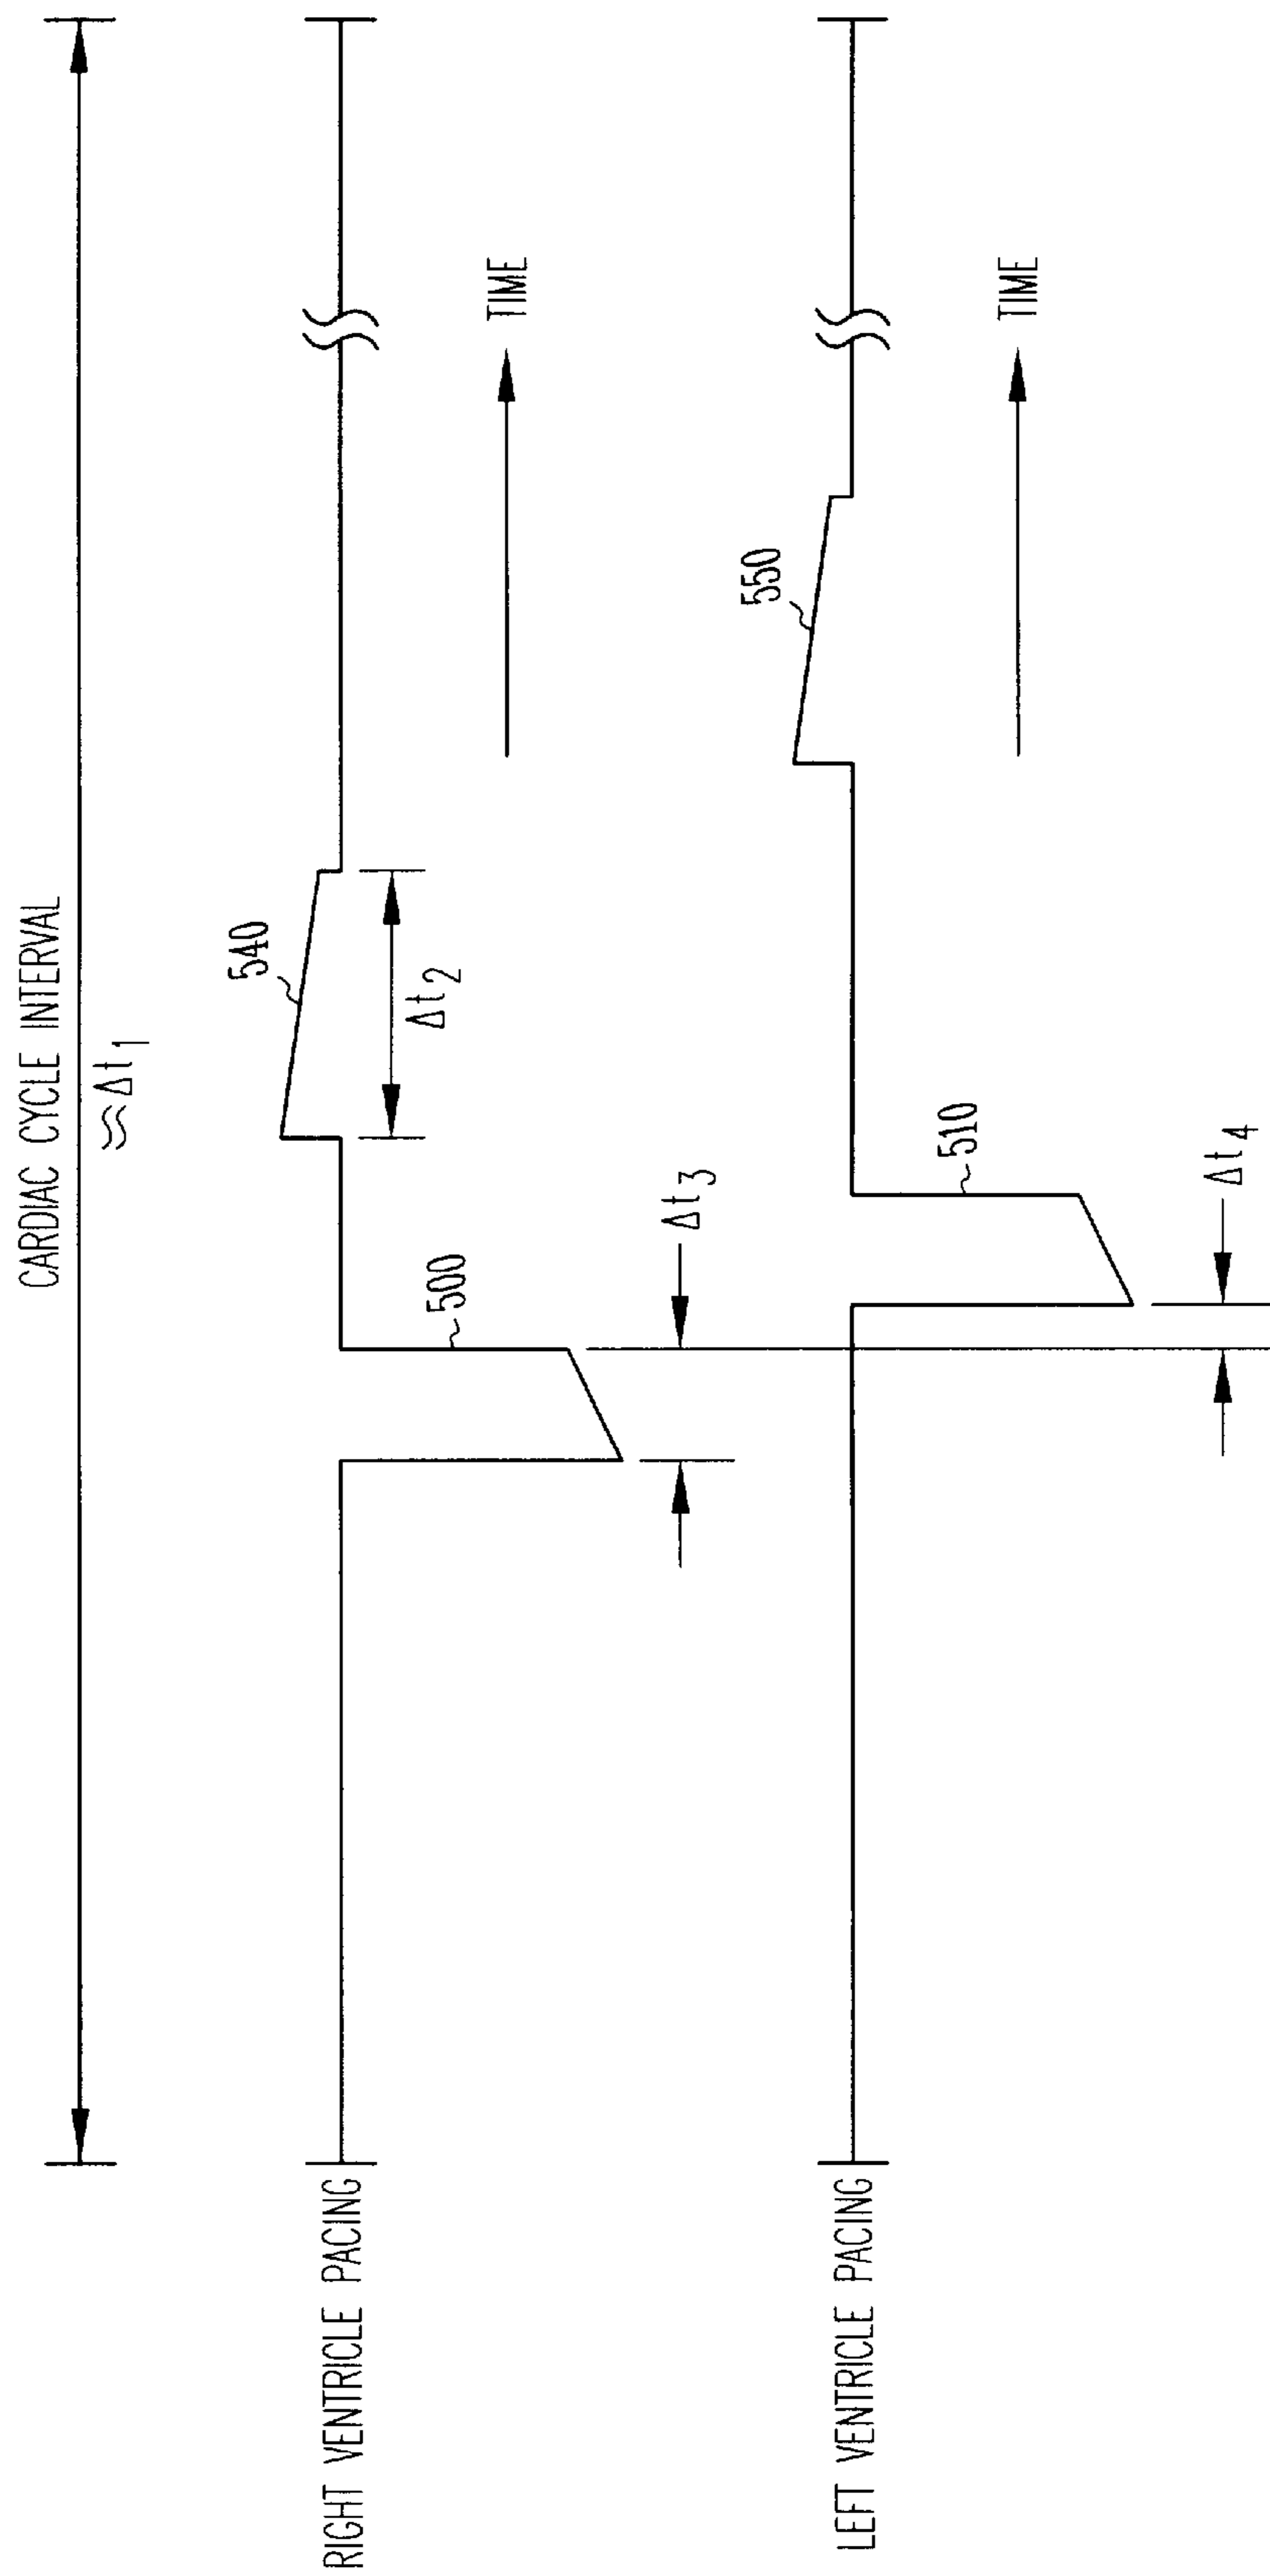 CARDIAC CYCLE INTERVAL
≈Δt1
RIGHT VENTRICLE PACING
500
540
Δt2
Δt3
TIME
LEFT VENTRICLE PACING
510
550
Δt4
TIME